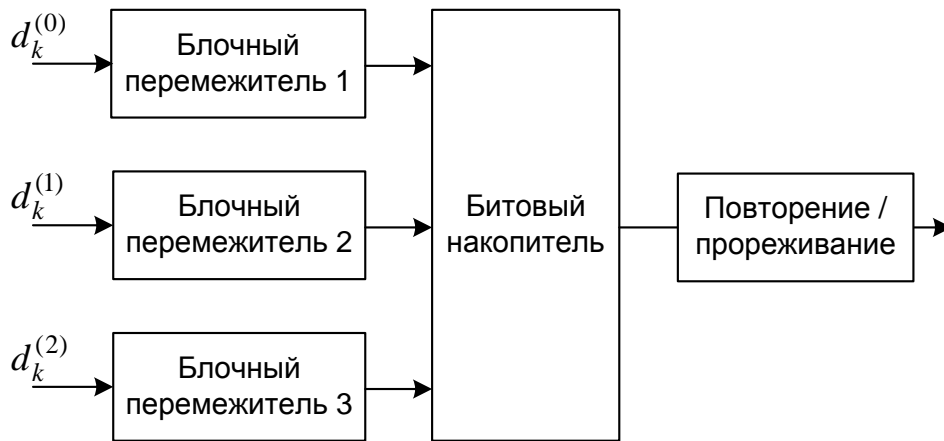 d_k^{(0)}
Блочный
перемежитель 1
d_k^{(1)}
Блочный
перемежитель 2
d_k^{(2)}
Блочный
перемежитель 3
Битовый
накопитель
Повторение /
прореживание